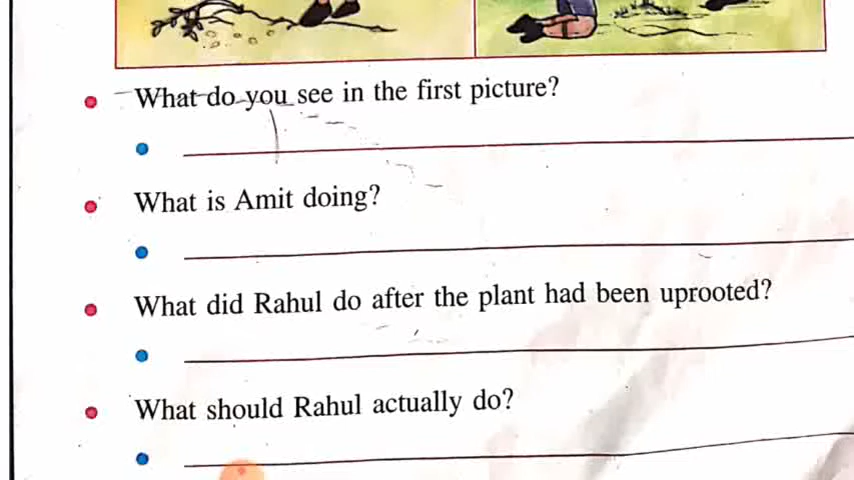 What do you see in the first picture?
What is Amit doing?
What did Rahul do after the plant had been uprooted?
What should Rahul actually do?